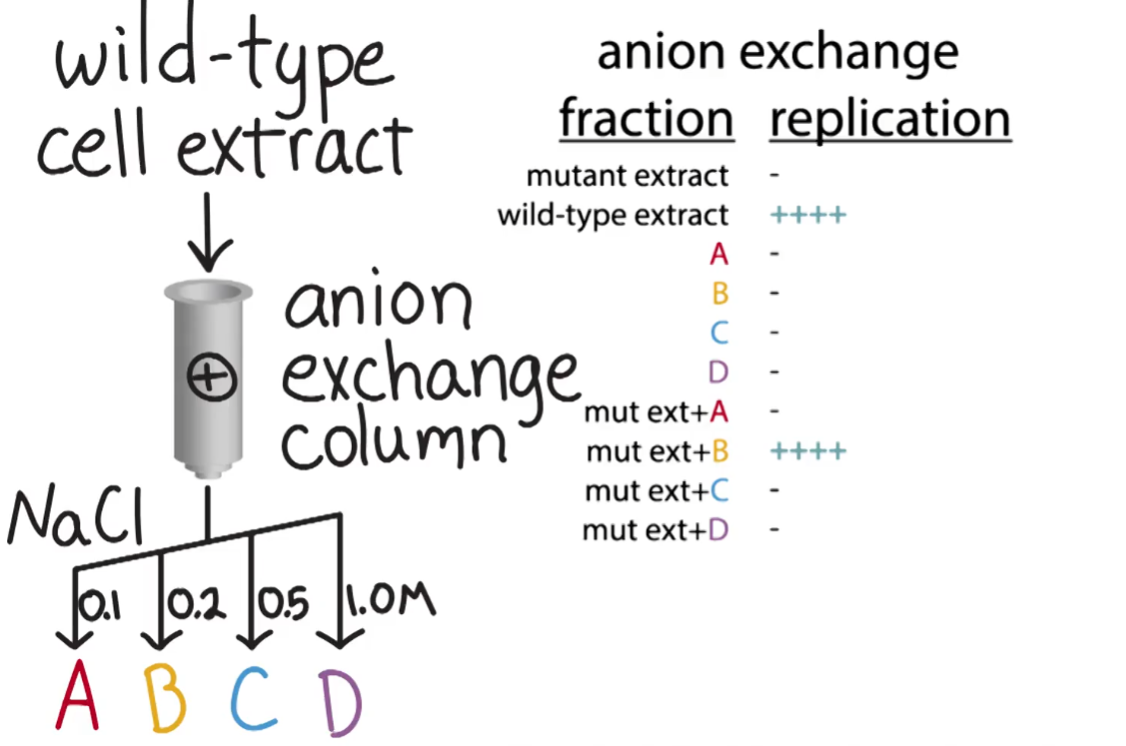 wild-type
cell extract
anion
exchange
column
+
NaCl
0.1 0.2 0.5 1.0M
A B C D
anion exchange
fraction replication
mutant extract -
wild-type extract ++++
A -
B -
C -
D -
mut ext+A -
mut ext+B ++++
mut ext+C -
mut ext+D -